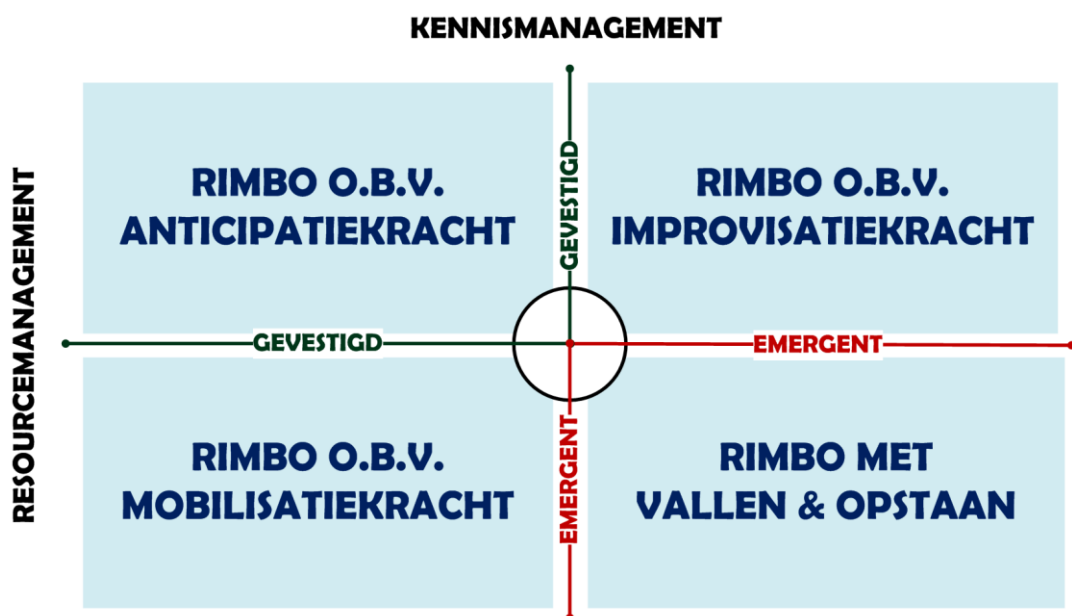 KENNISMANAGEMENT
RESOURCEMANAGEMENT
RIMBO O.B.V.
ANTICIPATIEKRACHT
GEVESTIGD
RIMBO O.B.V.
IMPROVISATIEKRACHT
GEVESTIGD
EMERGENT
RIMBO O.B.V.
MOBILISATIEKRACHT
EMERGENT
RIMBO MET
VALLEN & OPSTAAN